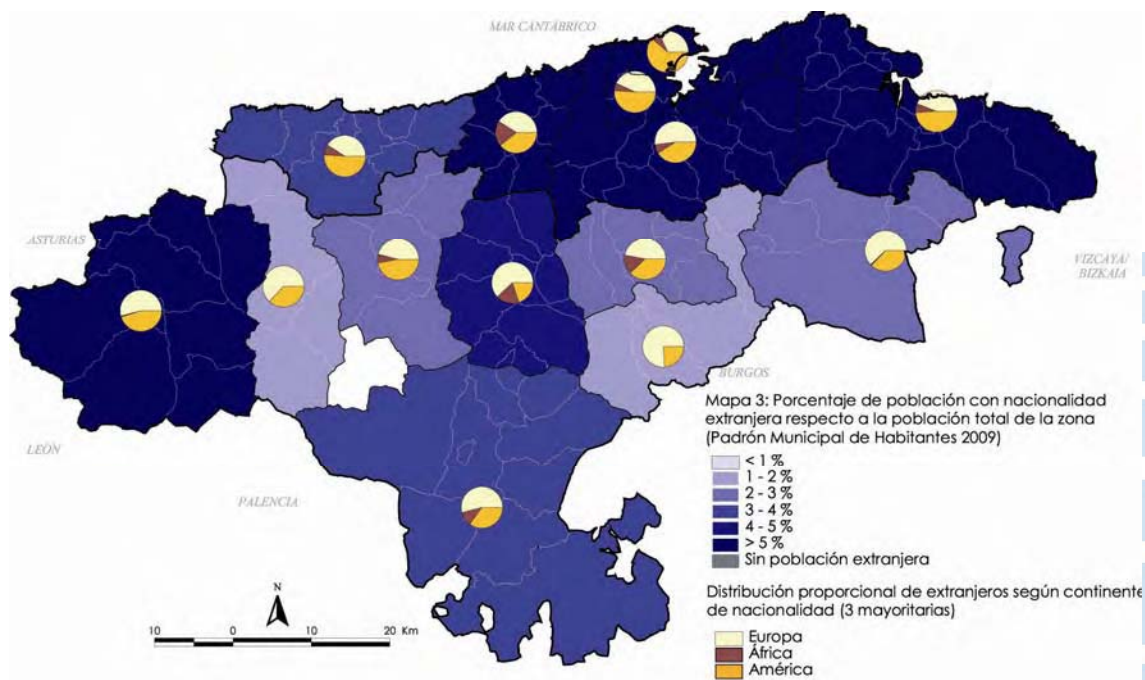 MAR CANTÁBRICO
ASTURIAS
VIZCAYA/
BIZKAIA
BURGOS
LEÓN
PALENCIA
Mapa 3: Porcentaje de población con nacionalidad
extranjera respecto a la población total de la zona
(Padrón Municipal de Habitantes 2009)
< 1 %
1 - 2 %
2 - 3 %
3 - 4 %
4 - 5 %
> 5 %
Sin población extranjera
Distribución proporcional de extranjeros según continente
de nacionalidad (3 mayoritarias)
Europa
África
América
N
10 0 10 20 Km